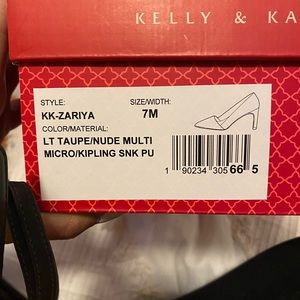 KELLY & KA
STYLE: SIZE/WIDTH:
KK-ZARIYA 7M
COLOR/MATERIAL:
LT TAUPE/NUDE MULTI
MICRO/KIPLING SNK PU
1 90234 30566 5